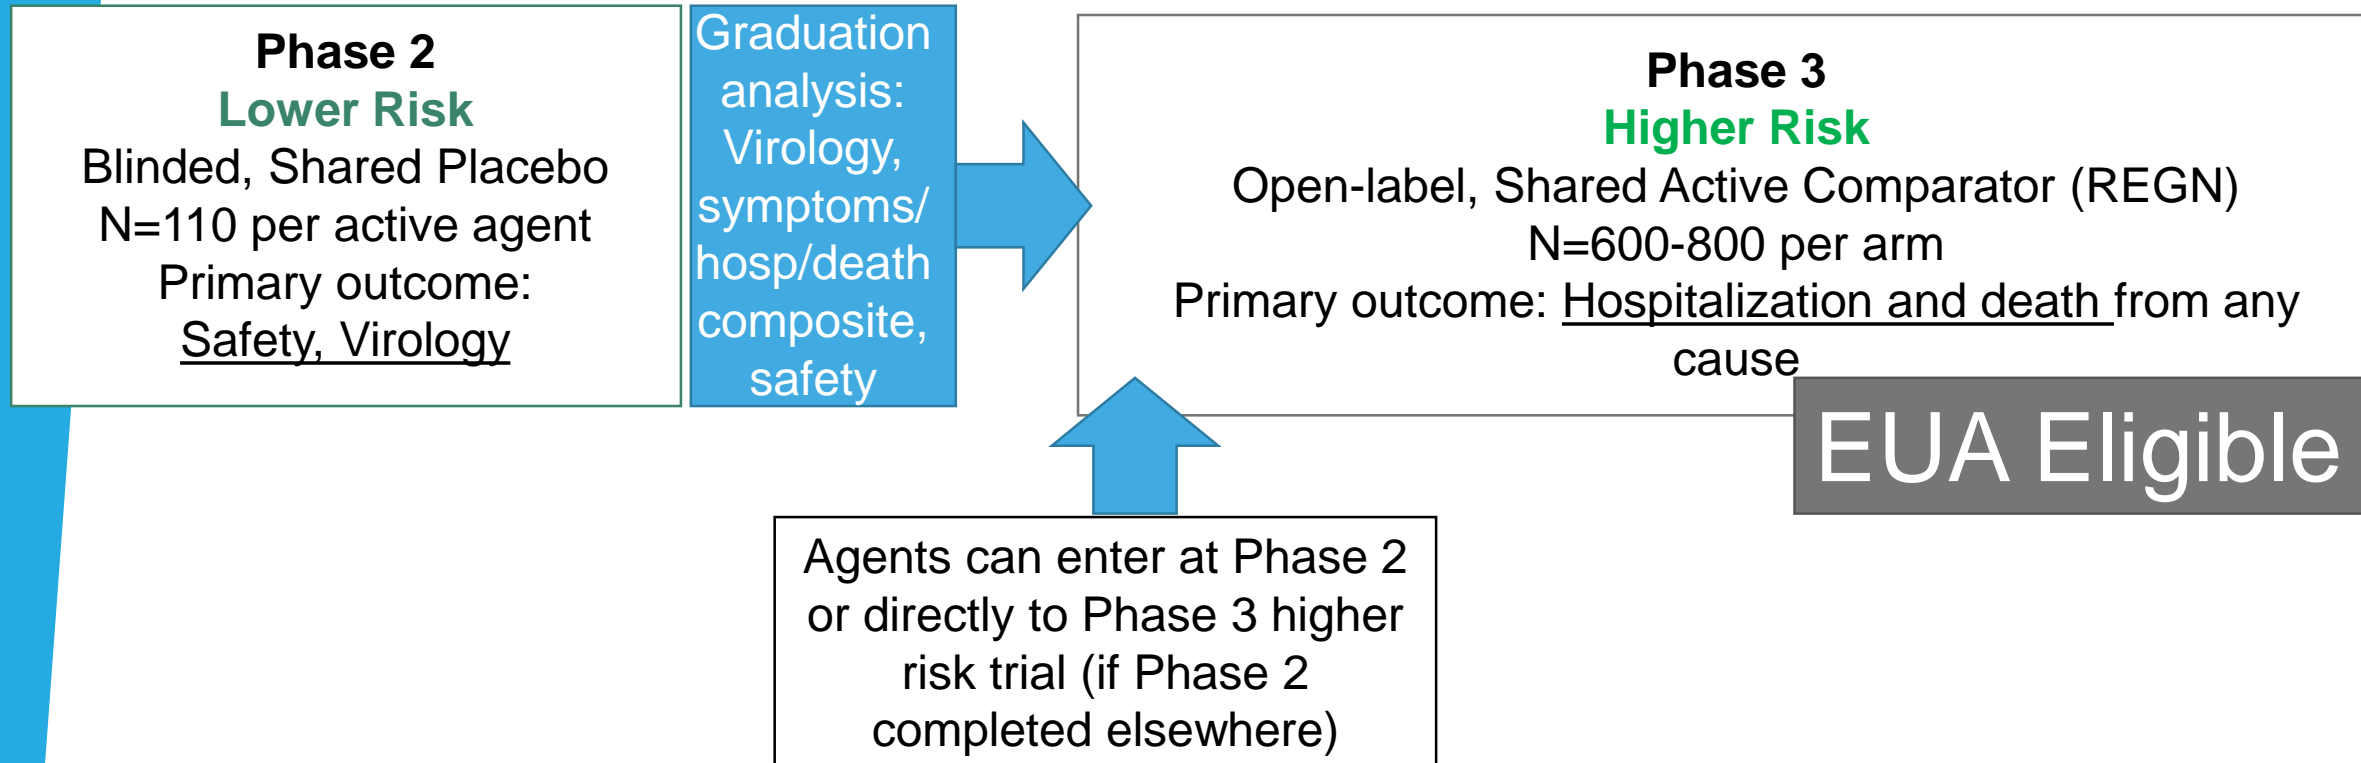 Phase 2
Lower Risk
Blinded, Shared Placebo
N=110 per active agent
Primary outcome:
Safety, Virology
Graduation
analysis:
Virology,
symptoms/
hosp/death
composite,
safety
Phase 3
Higher Risk
Open-label, Shared Active Comparator (REGN)
N=600-800 per arm
Primary outcome: Hospitalization and death from any
cause
EUA Eligible
Agents can enter at Phase 2
or directly to Phase 3 higher
risk trial (if Phase 2
completed elsewhere)